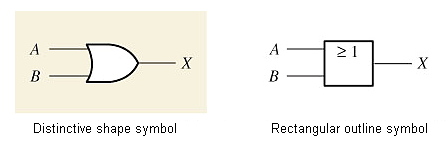 A
B
X
Distinctive shape symbol
A
B
≥ 1
X
Rectangular outline symbol